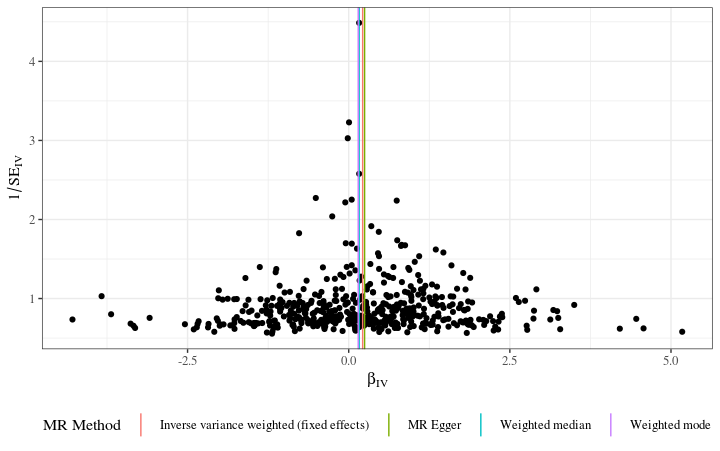 4
3
2
1
1/SE_IV
-2.5 0.0 2.5 5.0
β_IV
MR Method Inverse variance weighted (fixed effects) MR Egger Weighted median Weighted mode